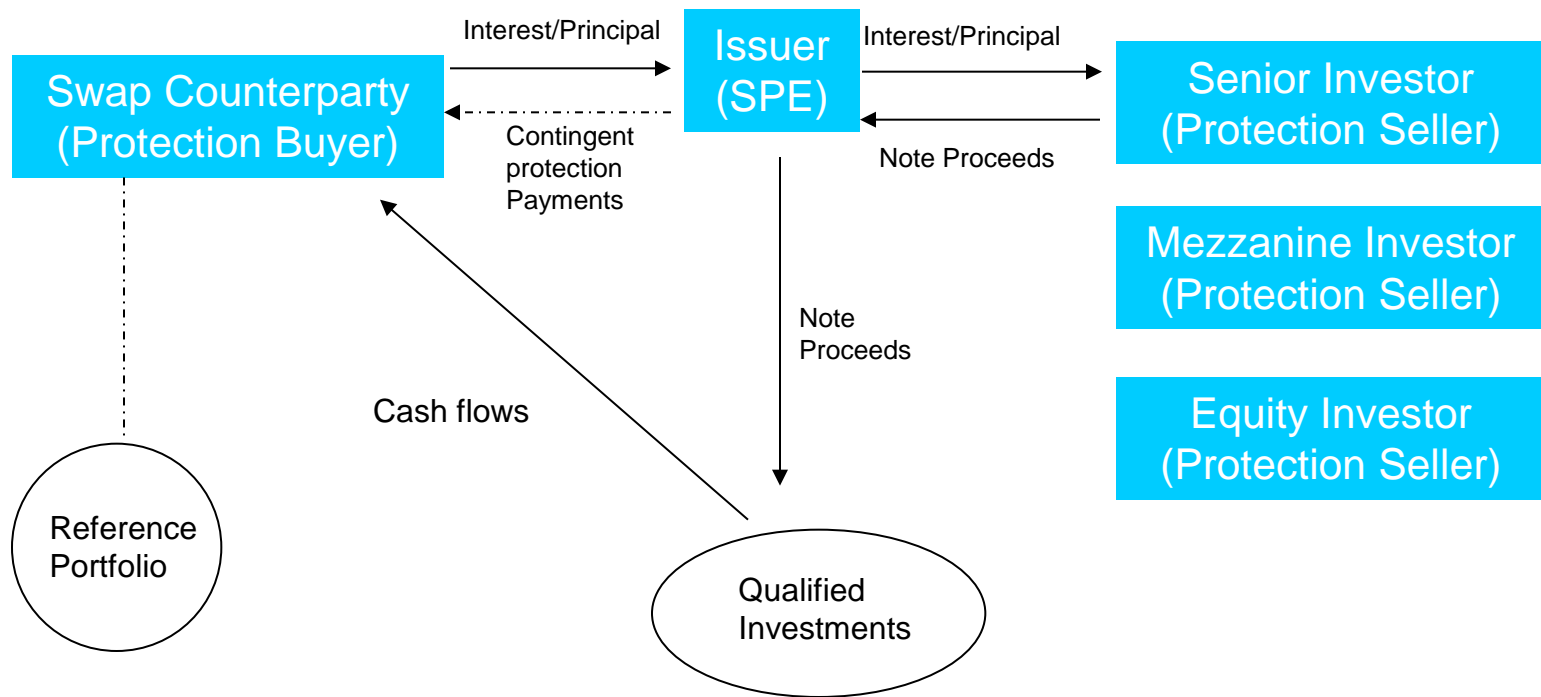 Interest/Principal
Issuer
(SPE)
Interest/Principal
Swap Counterparty
(Protection Buyer)
Senior Investor
(Protection Seller)
Contingent
protection
Payments
Note Proceeds
Mezzanine Investor
(Protection Seller)
Note
Proceeds
Cash flows
Equity Investor
(Protection Seller)
Reference
Portfolio
Qualified
Investments